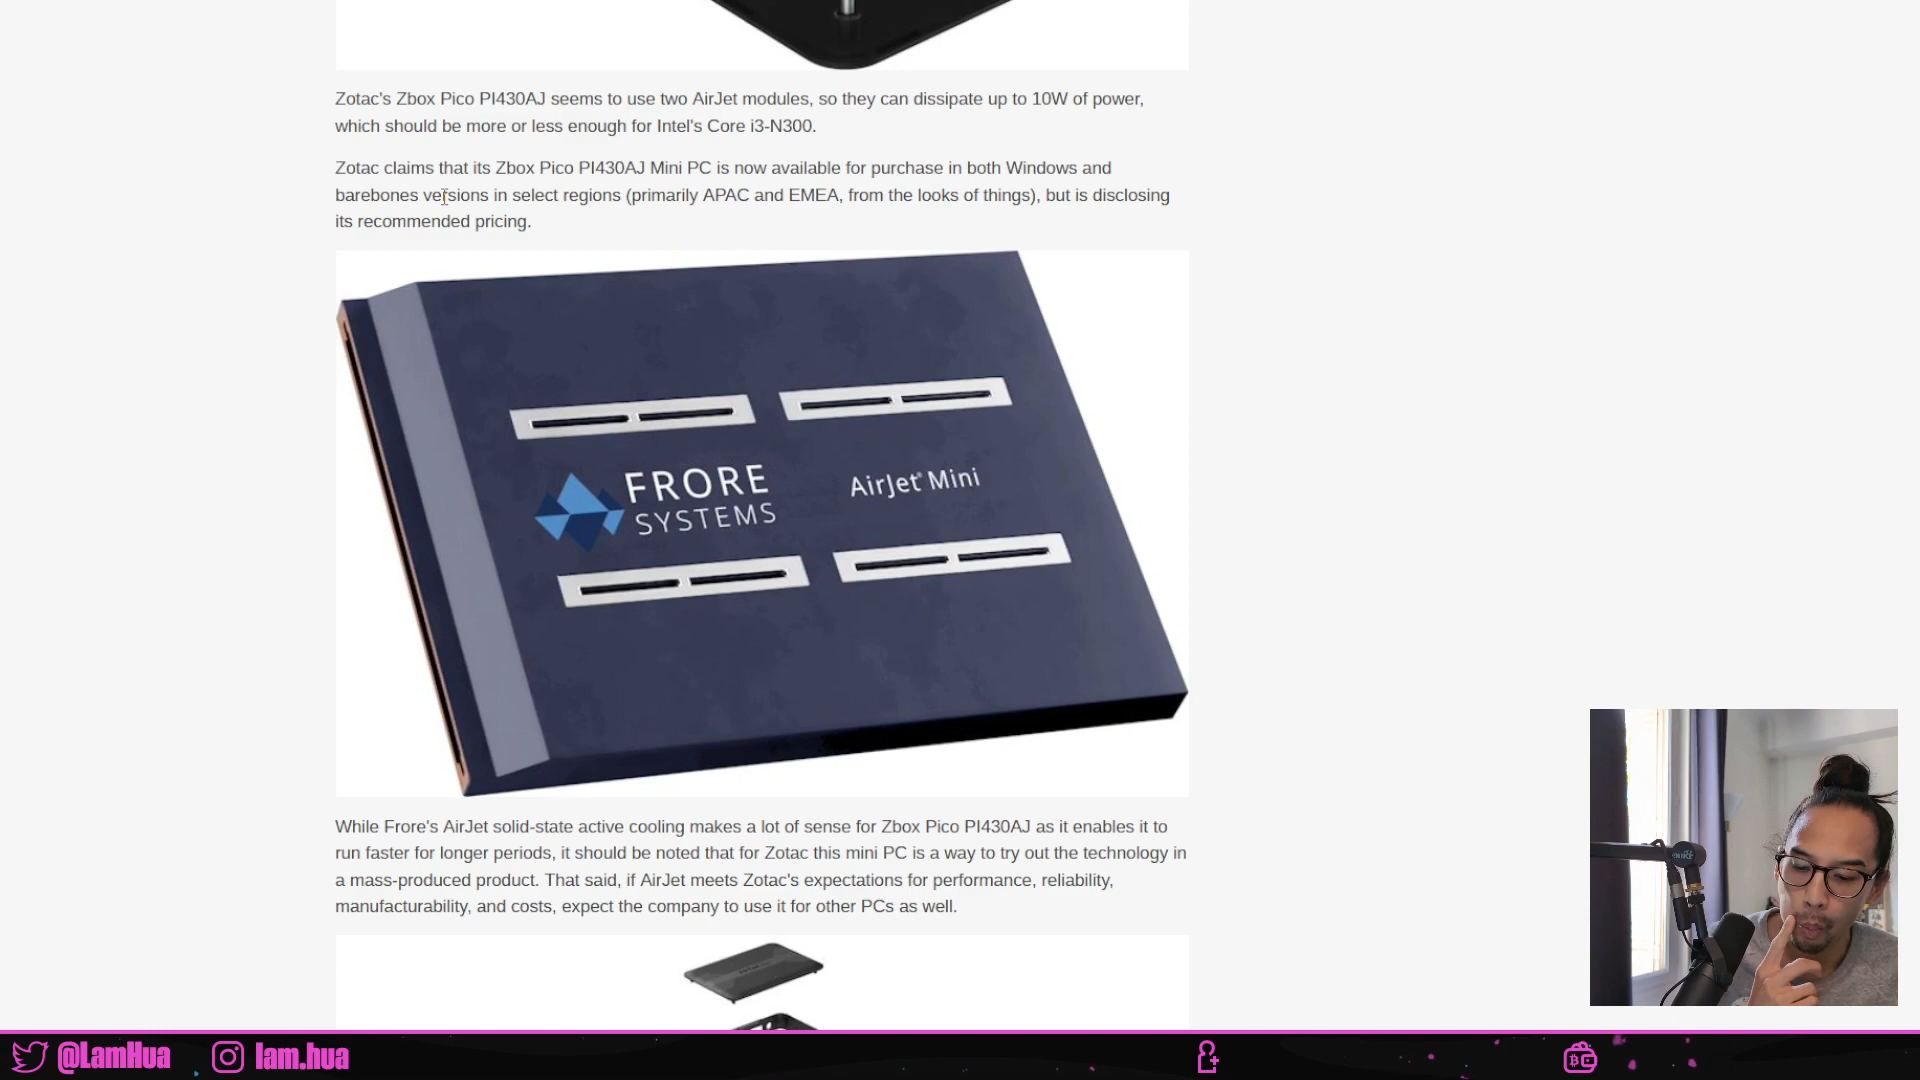 Zotac's Zbox Pico PI430AJ seems to use two AirJet modules, so they can dissipate up to 10W of power,
which should be more or less enough for Intel's Core i3-N300.
Zotac claims that its Zbox Pico PI430AJ Mini PC is now available for purchase in both Windows and
barebones versions in select regions (primarily APAC and EMEA, from the looks of things), but is disclosing
its recommended pricing.
FRORE
SYSTEMS
AirJet® Mini
While Frore's AirJet solid-state active cooling makes a lot of sense for Zbox Pico PI430AJ as it enables it to
run faster for longer periods, it should be noted that for Zotac this mini PC is a way to try out the technology in
a mass-produced product. That said, if AirJet meets Zotac's expectations for performance, reliability,
manufacturability, and costs, expect the company to use it for other PCs as well.
@LamHua
lam.hua